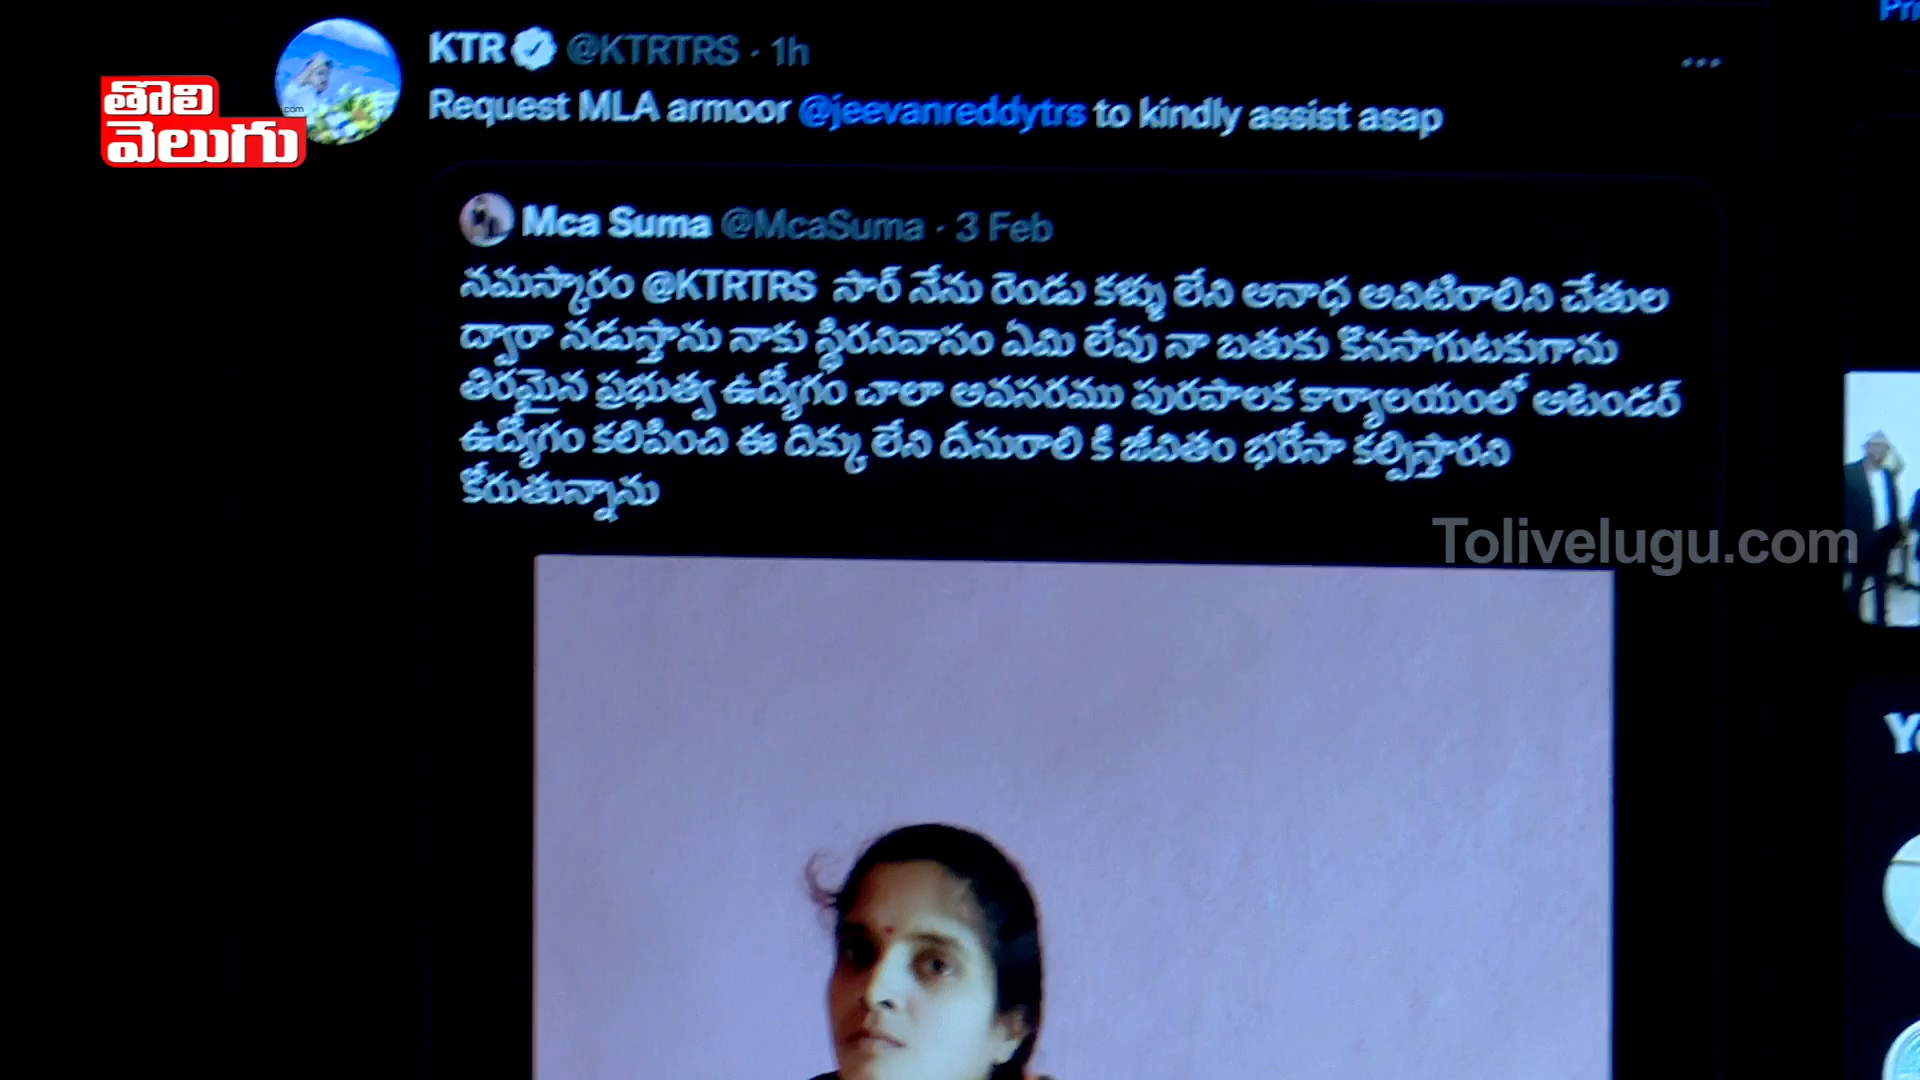 తొలి
వెలుగు
.com
KTR @KTRTRS · 1h
Request MLA armoor @jeevanreddytrs to kindly assist asap
Mca Suma @McaSuma · 3 Feb
నమస్కారం @KTRTRS సార్ నేను రెండు కళ్ళు లేని అనాధ అవిటిరాలిని చేతుల
ద్వారా నడుస్తాను నాకు స్థిరనివాసం ఏమి లేవు నా బతుకు కొనసాగుటకుగాను
తిరమైన ప్రభుత్వ ఉద్యోగం చాలా అవసరము పురపాలక కార్యాలయంలో అటెండర్
ఉద్యోగం కలిపించి ఈ దిక్కు లేని దీనురాలి కి జీవితం భరోసా కల్పిస్తారని
కోరుతున్నాను
Tolivelugu.com